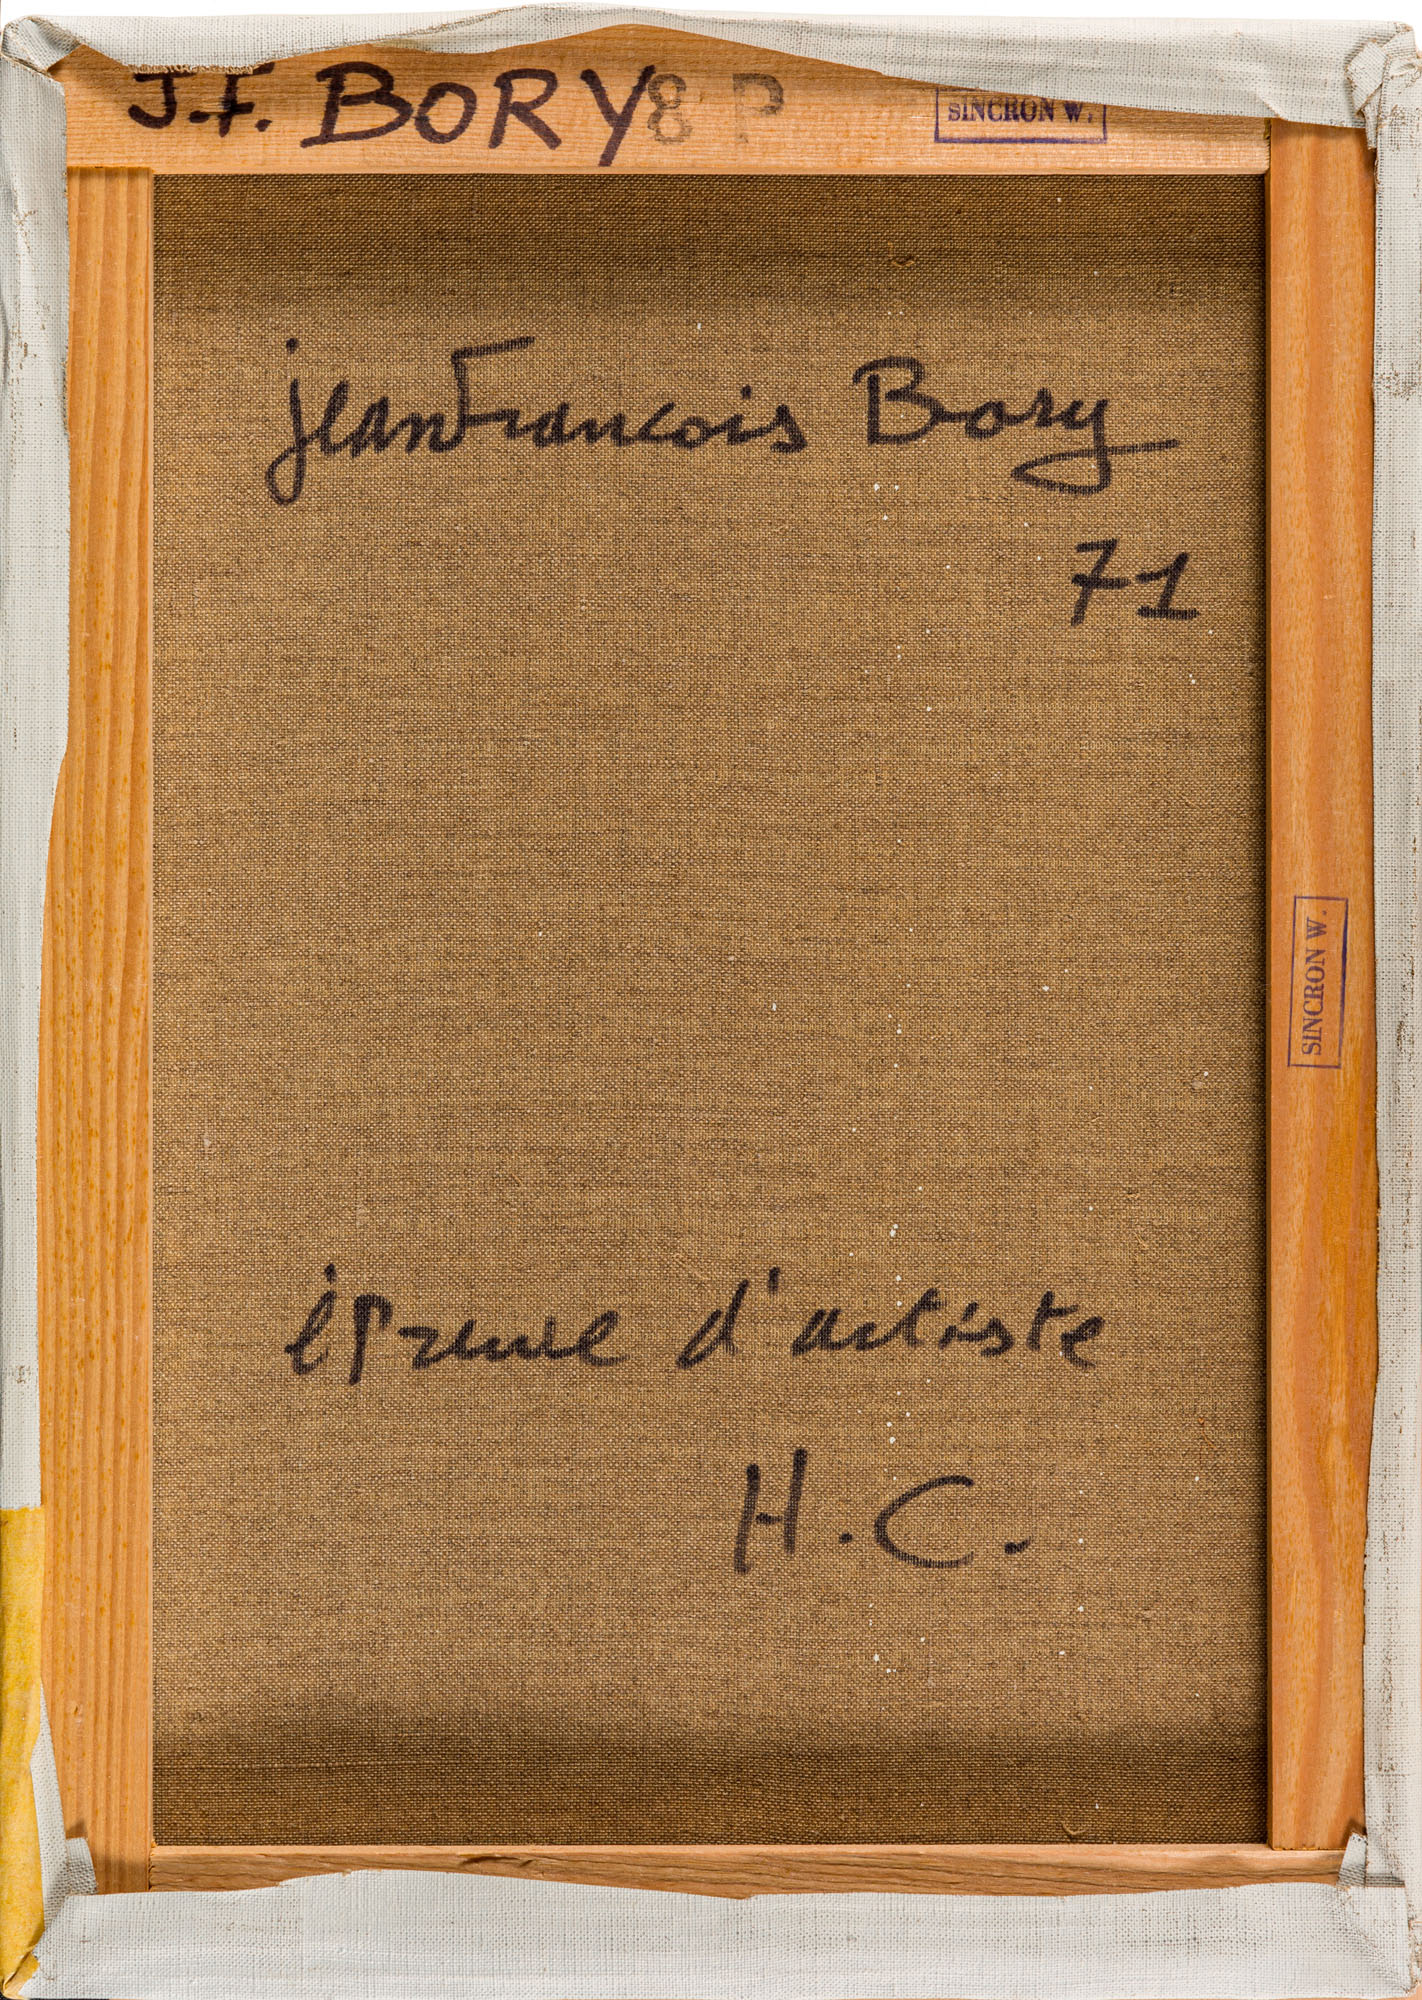 J.F. BORY 8 P SINCRON W.
jeanFrancois Bory
71
SINCRON W.
épreuve d'artiste
H.C.